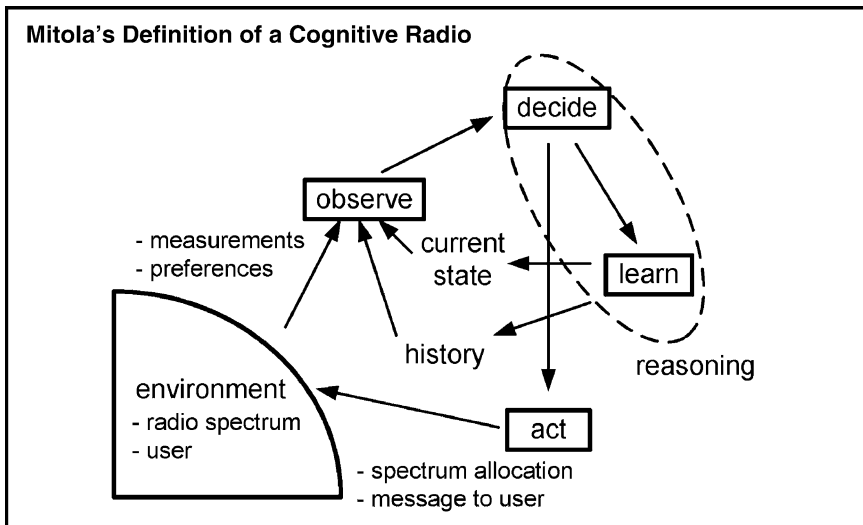 Mitola's Definition of a Cognitive Radio
decide
observe
- measurements
- preferences
current
state
learn
history
reasoning
environment
- radio spectrum
- user
act
- spectrum allocation
- message to user